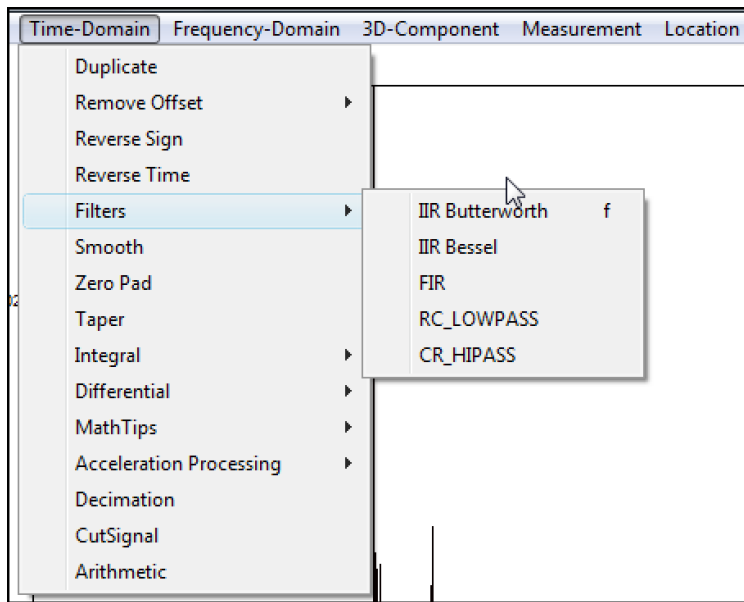 Time-Domain Frequency-Domain 3D-Component Measurement Location
Duplicate
Remove Offset
Reverse Sign
Reverse Time
Filters
Smooth
Zero Pad
Taper
Integral
Differential
MathTips
Acceleration Processing
Decimation
CutSignal
Arithmetic
IIR Butterworth f
IIR Bessel
FIR
RC_LOWPASS
CR_HIPASS